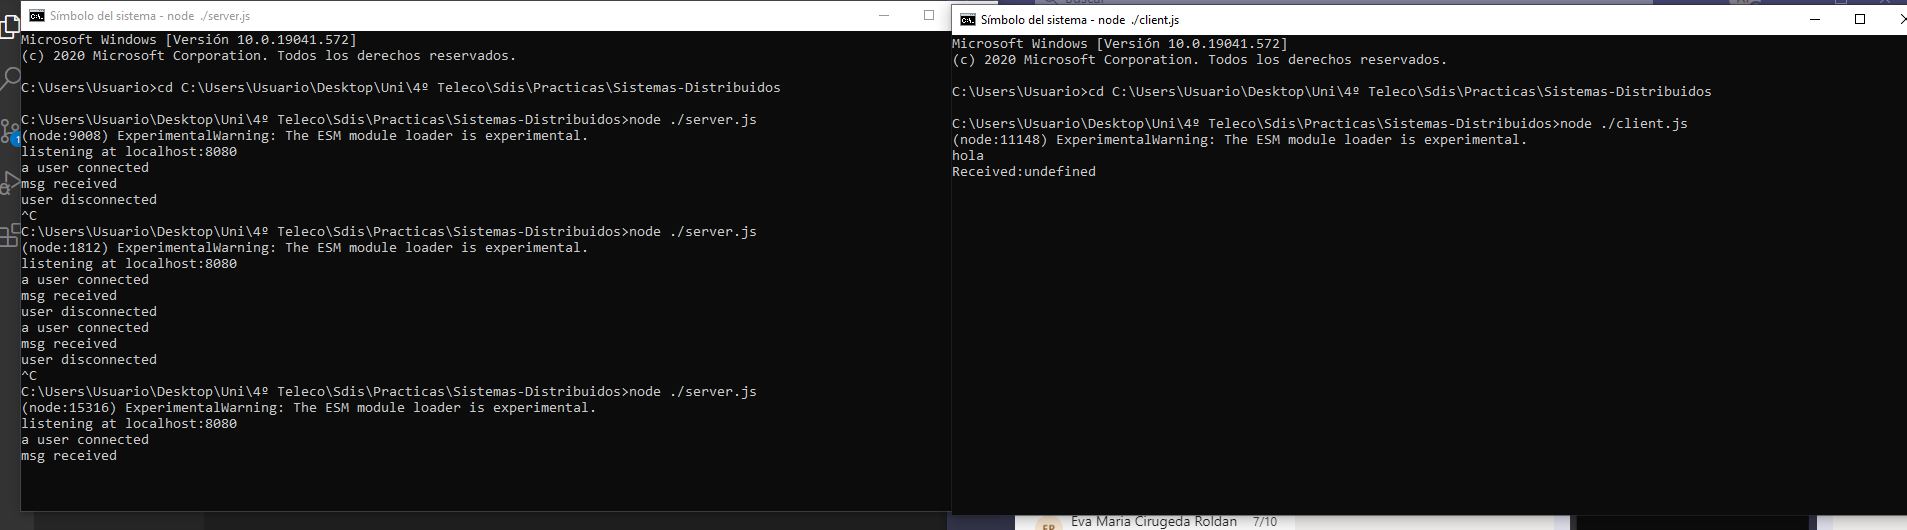 Símbolo del sistema - node ./server.js
Microsoft Windows [Versión 10.0.19041.572]
(c) 2020 Microsoft Corporation. Todos los derechos reservados.
C:\Users\Usuario>cd C:\Users\Usuario\Desktop\Uni\4º Teleco\Sdis\Practicas\Sistemas-Distribuidos
C:\Users\Usuario\Desktop\Uni\4º Teleco\Sdis\Practicas\Sistemas-Distribuidos>node ./server.js
(node:9008) ExperimentalWarning: The ESM module loader is experimental.
listening at localhost:8080
a user connected
msg received
user disconnected
^C
C:\Users\Usuario\Desktop\Uni\4º Teleco\Sdis\Practicas\Sistemas-Distribuidos>node ./server.js
(node:1812) ExperimentalWarning: The ESM module loader is experimental.
listening at localhost:8080
a user connected
msg received
user disconnected
a user connected
msg received
user disconnected
^C
C:\Users\Usuario\Desktop\Uni\4º Teleco\Sdis\Practicas\Sistemas-Distribuidos>node ./server.js
(node:15316) ExperimentalWarning: The ESM module loader is experimental.
listening at localhost:8080
a user connected
msg received
Símbolo del sistema - node ./client.js
Microsoft Windows [Versión 10.0.19041.572]
(c) 2020 Microsoft Corporation. Todos los derechos reservados.
C:\Users\Usuario>cd C:\Users\Usuario\Desktop\Uni\4º Teleco\Sdis\Practicas\Sistemas-Distribuidos
C:\Users\Usuario\Desktop\Uni\4º Teleco\Sdis\Practicas\Sistemas-Distribuidos>node ./client.js
(node:11148) ExperimentalWarning: The ESM module loader is experimental.
hola
Received:undefined
Eva Maria Cirugeda Roldan 7/10